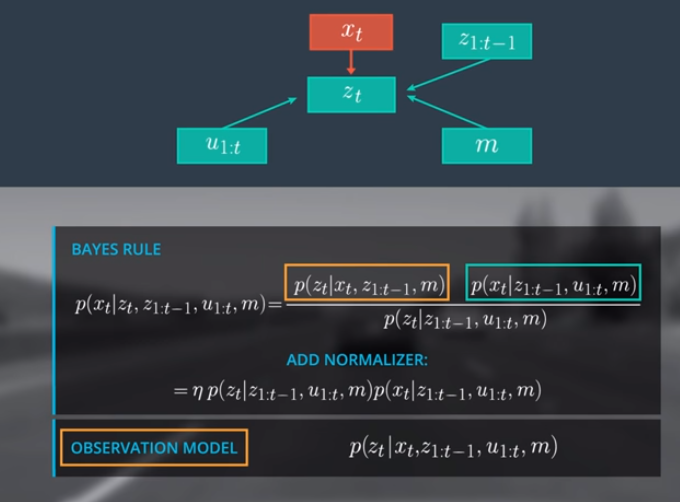 x_t
z_{1:t-1}
z_t
u_{1:t}
m
BAYES RULE
p(x_t|z_t, z_{1:t-1}, u_{1:t}, m) = \frac{p(z_t|x_t, z_{1:t-1}, m) p(x_t|z_{1:t-1}, u_{1:t}, m)}{p(z_t|z_{1:t-1}, u_{1:t}, m)}
ADD NORMALIZER:
= η p(z_t|z_{1:t-1}, u_{1:t}, m)p(x_t|z_{1:t-1}, u_{1:t}, m)
OBSERVATION MODEL p(z_t|x_t,z_{1:t-1}, u_{1:t}, m)